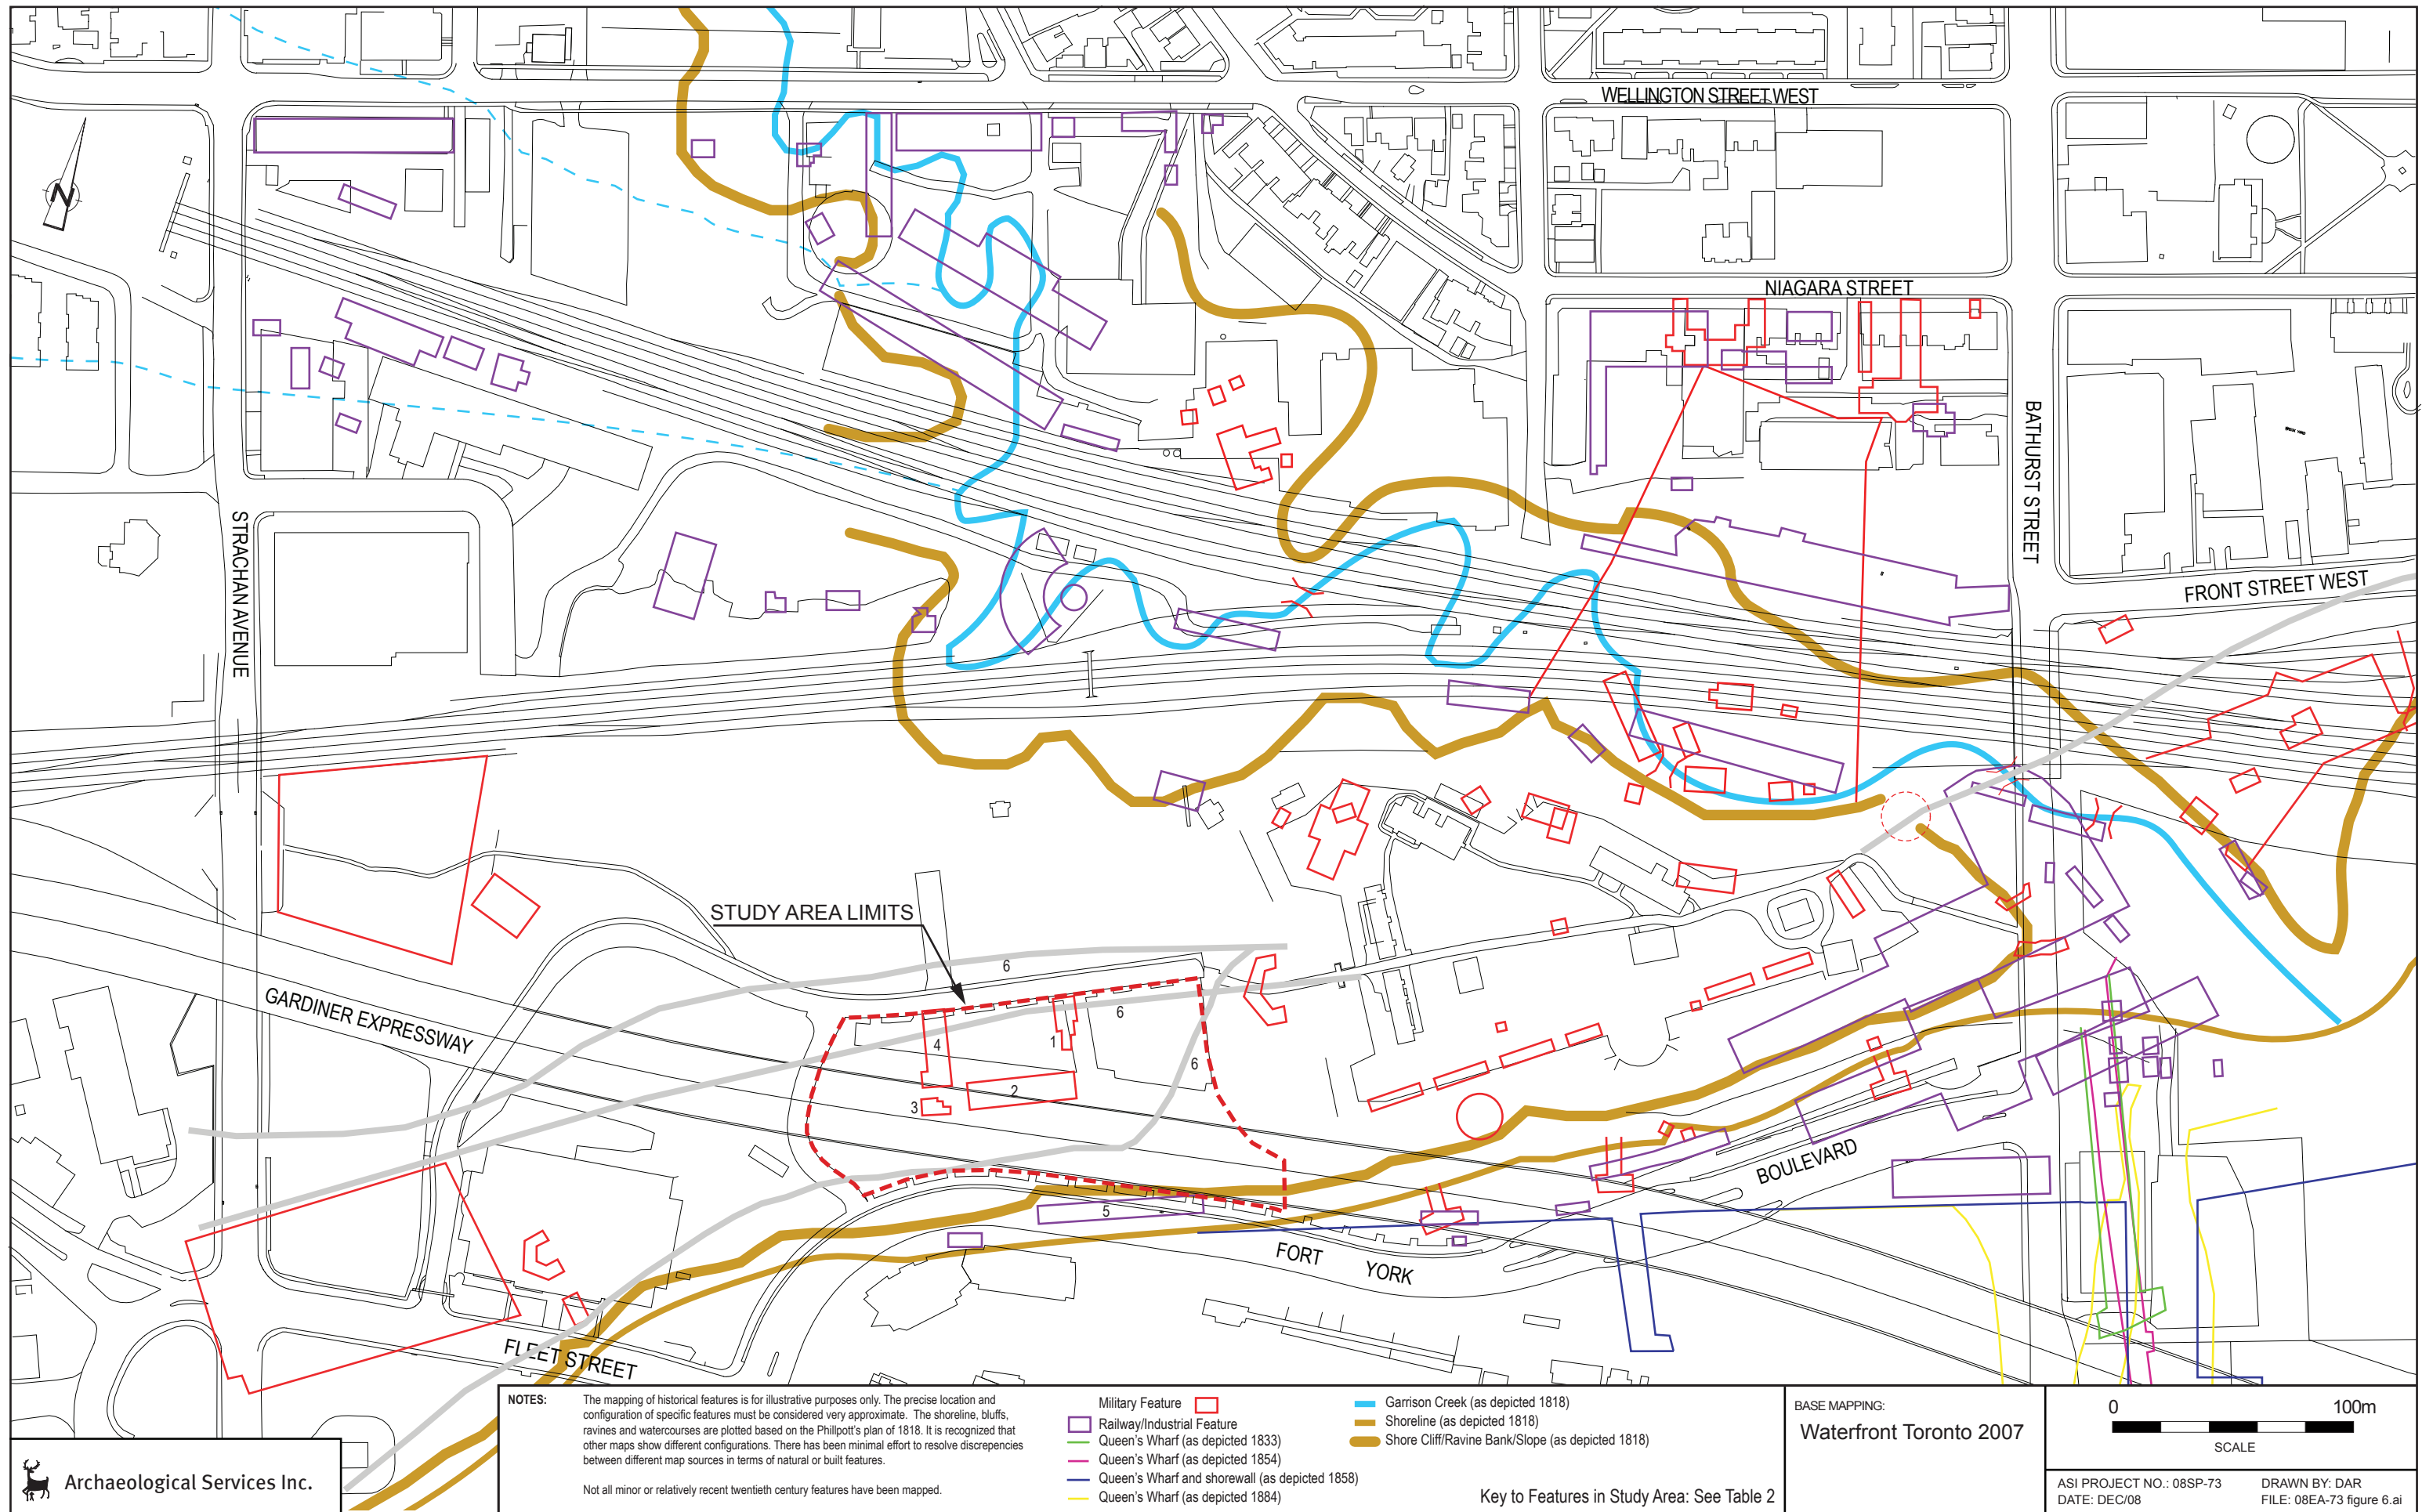 WELLINGTON STREET WEST
N
NIAGARA STREET
BATHURST STREET
STRACHAN AVENUE
FRONT STREET WEST
STUDY AREA LIMITS
6
GARDINER EXPRESSWAY
6
4
1
6
2
3
5
BOULEVARD
FORT YORK
FLEET STREET
NOTES:
The mapping of historical features is for illustrative purposes only. The precise location and
configuration of specific features must be considered very approximate. The shoreline, bluffs,
ravines and watercourses are plotted based on the Phillpott's plan of 1818. It is recognized that
other maps show different configurations. There has been minimal effort to resolve discrepencies
between different map sources in terms of natural or built features.
Not all minor or relatively recent twentieth century features have been mapped.
Military Feature
Railway/Industrial Feature
Queen's Wharf (as depicted 1833)
Queen's Wharf (as depicted 1854)
Queen's Wharf and shorewall (as depicted 1858)
Queen's Wharf (as depicted 1884)
Garrison Creek (as depicted 1818)
Shoreline (as depicted 1818)
Shore Cliff/Ravine Bank/Slope (as depicted 1818)
Key to Features in Study Area: See Table 2
BASE MAPPING:
Waterfront Toronto 2007
0 100m
SCALE
ASI PROJECT NO.: 08SP-73 DRAWN BY: DAR
DATE: DEC/08 FILE: 08EA-73 figure 6.ai
Archaeological Services Inc.